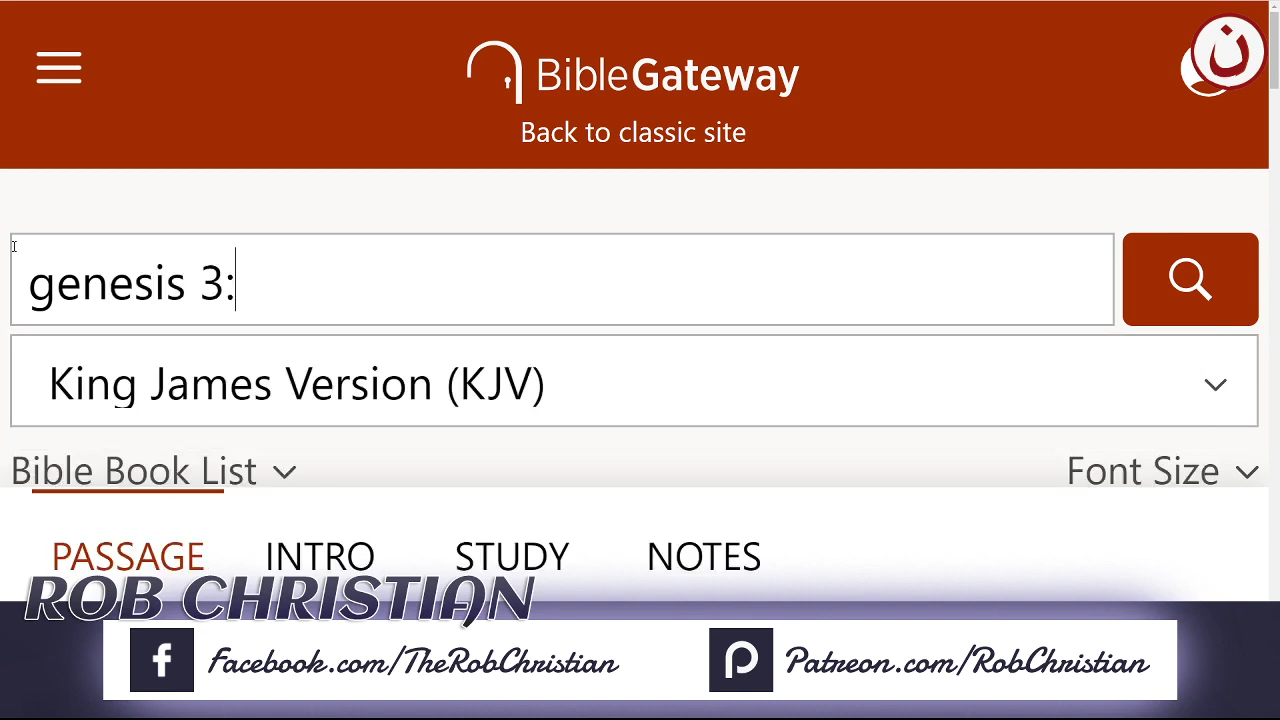 BibleGateway
ن
Back to classic site
genesis 3:
King James Version (KJV)
Bible Book List
Font Size
PASSAGE INTRO STUDY NOTES
ROB CHRISTIAN
Facebook.com/TheRobChristian
Patreon.com/RobChristian